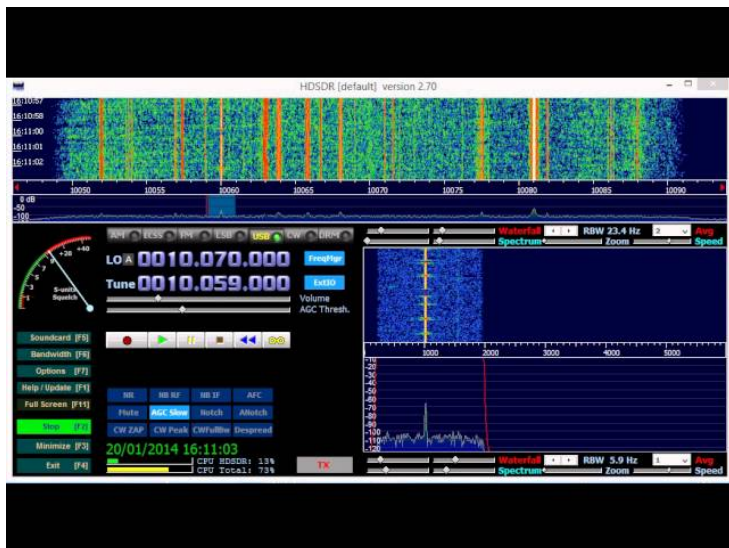 HDSDR [default] version 2.70
16:10:57
16:10:58
16:11:00
16:11:01
16:11:02
10050 10055 10060 10065 10070 10075 10080 10085 10090
0 dB
-50
-100
AM ECSS FM LSB USB CW DRM
Waterfall RBW 23.4 Hz 2 Avg
Spectrum Zoom Speed
+20 +40
9
7
5
3
1
S-units
Squelch
LO A 0010.070.000 FreqMgr
Tune 0010.059.000 ExtIO
Volume
AGC Thresh.
Soundcard [F5]
Bandwidth [F6]
Options [F7]
Help / Update [F1]
Full Screen [F11]
Stop [F2]
Minimize [F3]
Exit [F4]
NR NB RF NB IF AFC
Mute AGC Slow Notch ANotch
CW ZAP CW Peak CWFullBw Despread
20/01/2014 16:11:03
CPU HDSDR: 13%
CPU Total: 73%
TX
1000 2000 3000 4000 5000
-10
-20
-30
-40
-50
-60
-70
-80
-90
-100
-110
-120
Waterfall RBW 5.9 Hz 1 Avg
Spectrum Zoom Speed